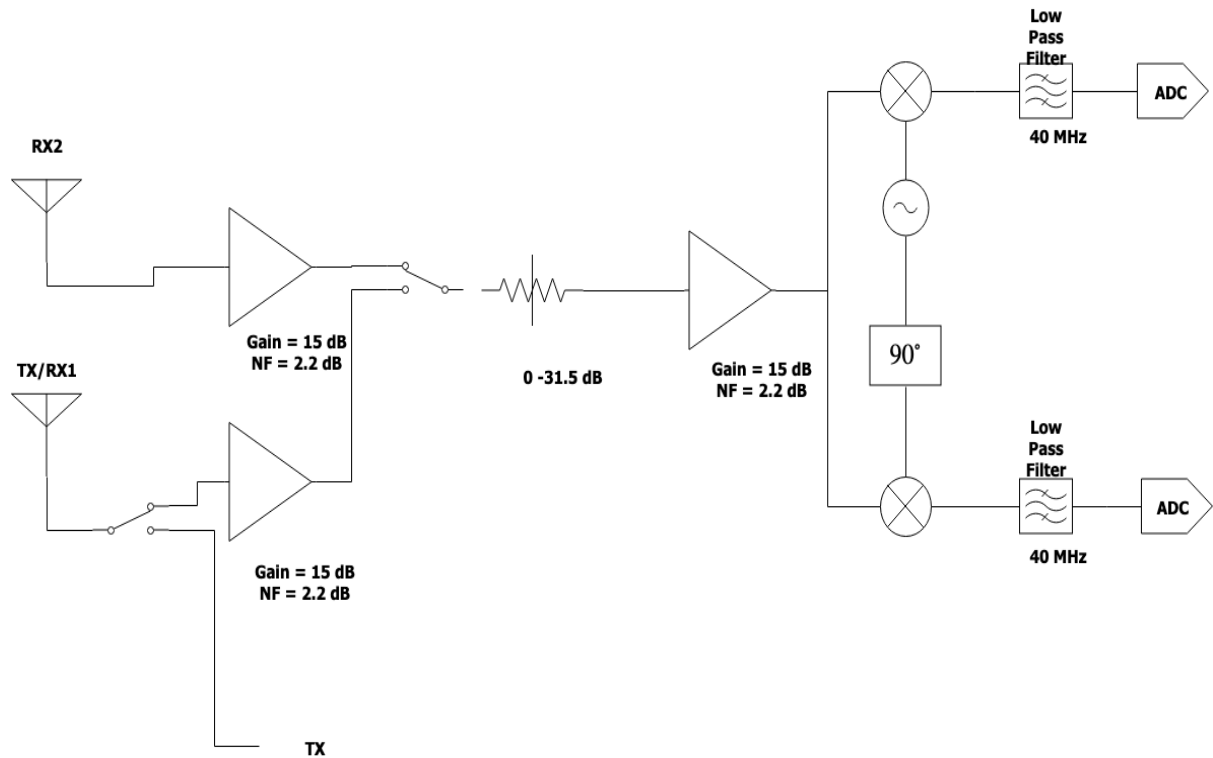 Low
Pass
Filter
ADC
40 MHz
RX2
Gain = 15 dB
NF = 2.2 dB
TX/RX1
0 -31.5 dB
Gain = 15 dB
NF = 2.2 dB
90°
Low
Pass
Filter
ADC
40 MHz
Gain = 15 dB
NF = 2.2 dB
TX